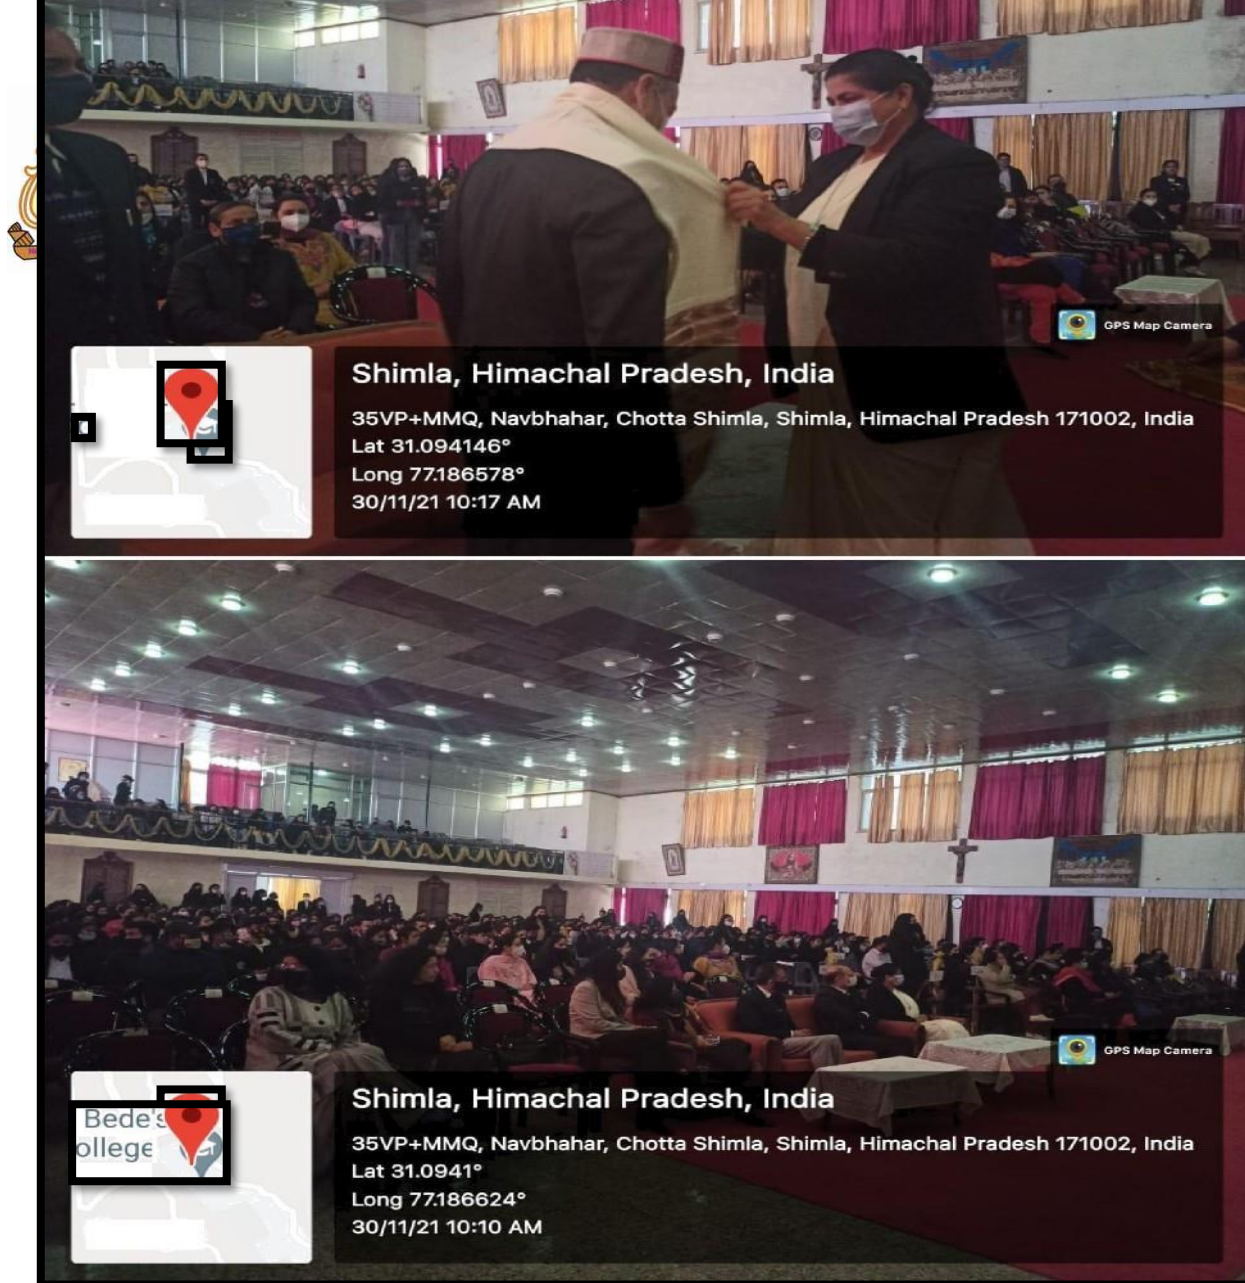 GPS Map Camera
Shimla, Himachal Pradesh, India
35VP+MMQ, Navbhahar, Chotta Shimla, Shimla, Himachal Pradesh 171002, India
Lat 31.094146°
Long 77.186578°
30/11/21 10:17 AM
GPS Map Camera
Bede's
ollege
Shimla, Himachal Pradesh, India
35VP+MMQ, Navbhahar, Chotta Shimla, Shimla, Himachal Pradesh 171002, India
Lat 31.0941°
Long 77.186624°
30/11/21 10:10 AM